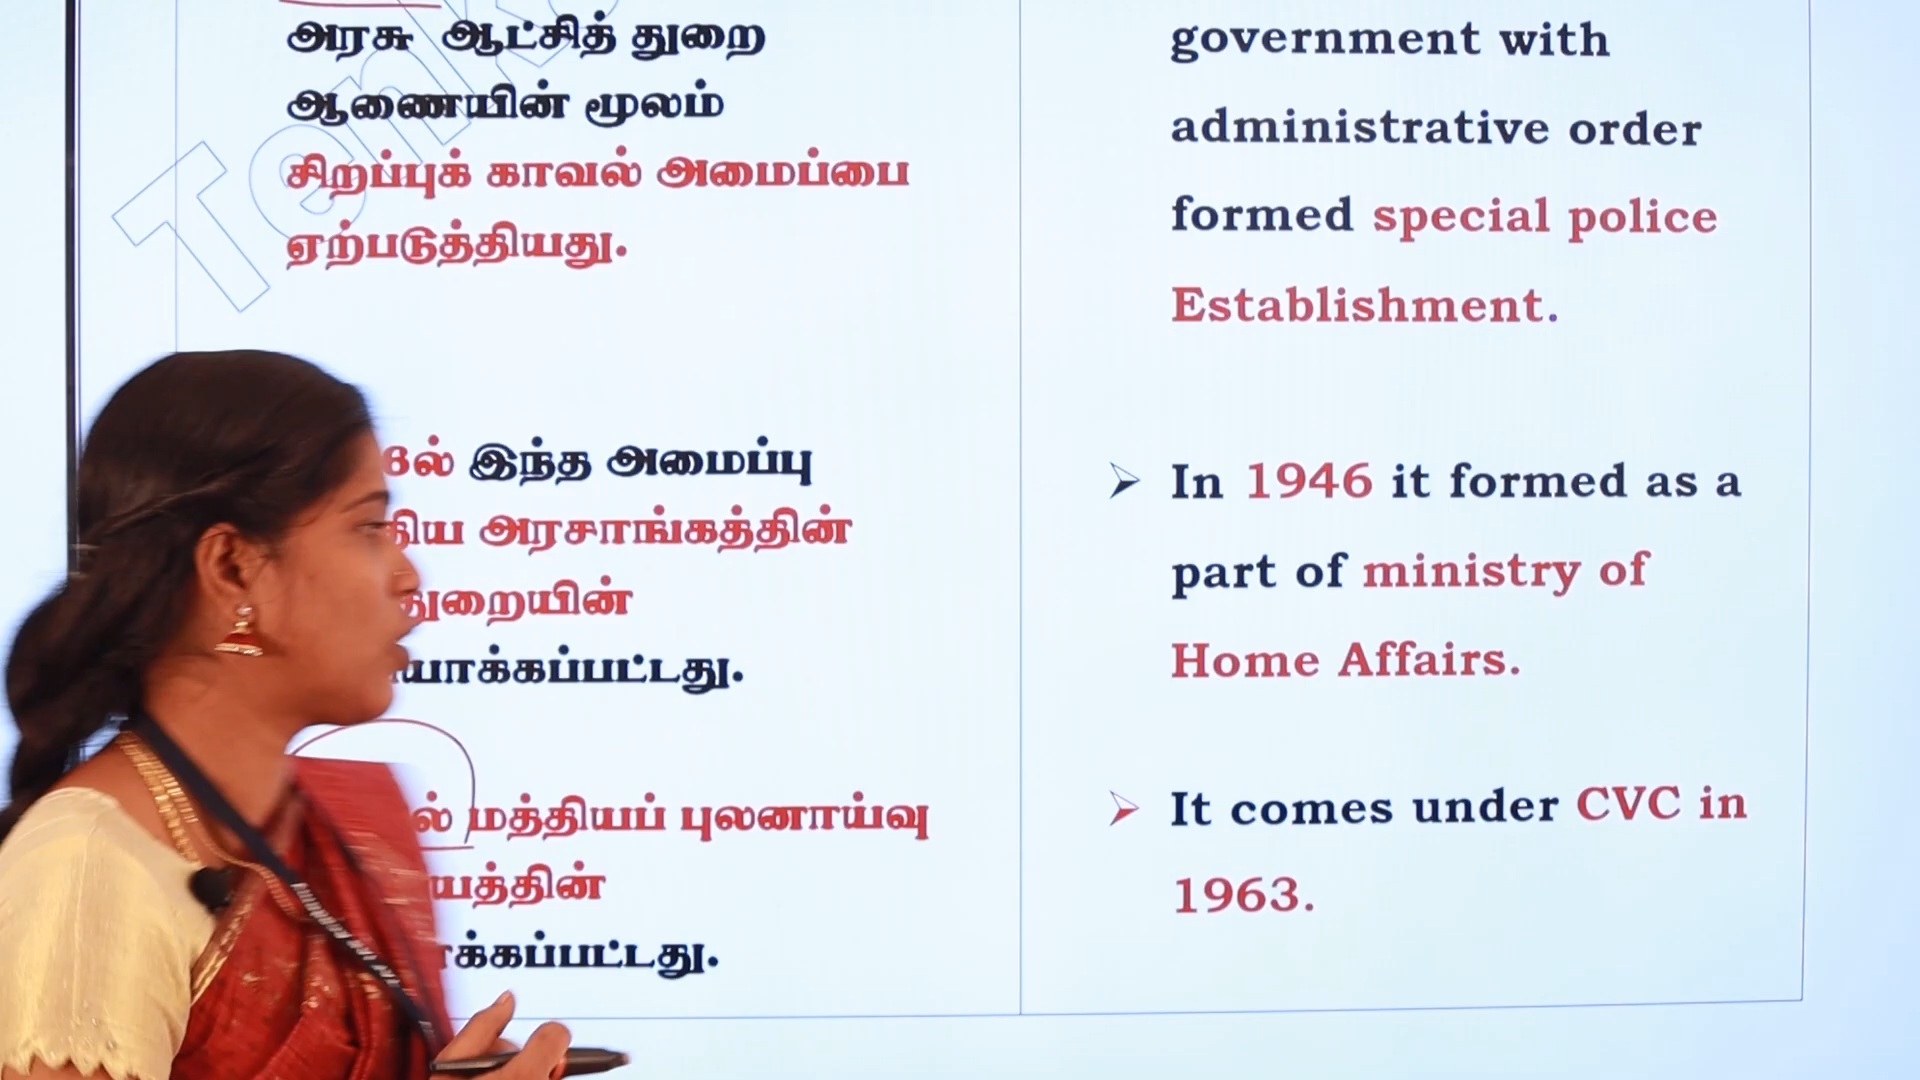 அரசு ஆட்சித் துறை
ஆணையின் மூலம்
சிறப்புக் காவல் அமைப்பை
ஏற்படுத்தியது.
6ல் இந்த அமைப்பு
திய அரசாங்கத்தின்
துறையின்
யாக்கப்பட்டது.
ல் மத்தியப் புலனாய்வு
யத்தின்
ாக்கப்பட்டது.
government with
administrative order
formed special police
Establishment.
In 1946 it formed as a
part of ministry of
Home Affairs.
It comes under CVC in
1963.